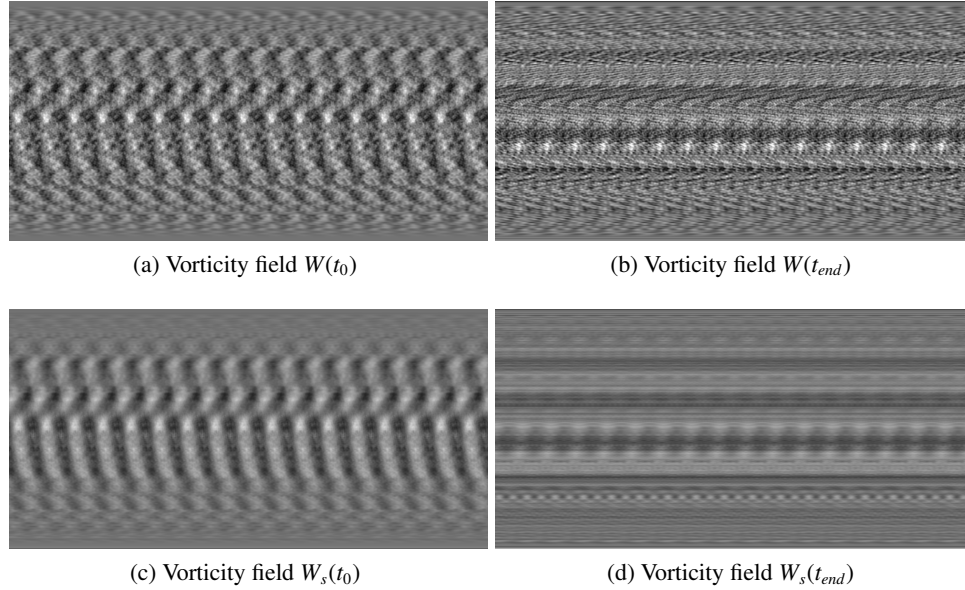 (a) Vorticity field W(t0)
(b) Vorticity field W(tend)
(c) Vorticity field Ws(t0)
(d) Vorticity field Ws(tend)